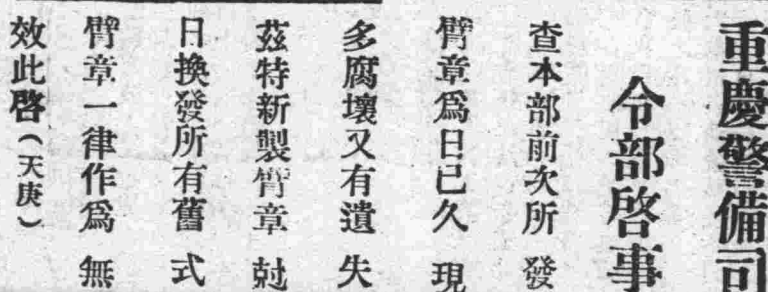 重慶警備司
令部啓事
查本部前次所發
臂章爲日已久現
多腐壞又有遺失
茲特新製臂章尅
日換發所有舊式
臂章一律作爲無
效此啓（天庚）